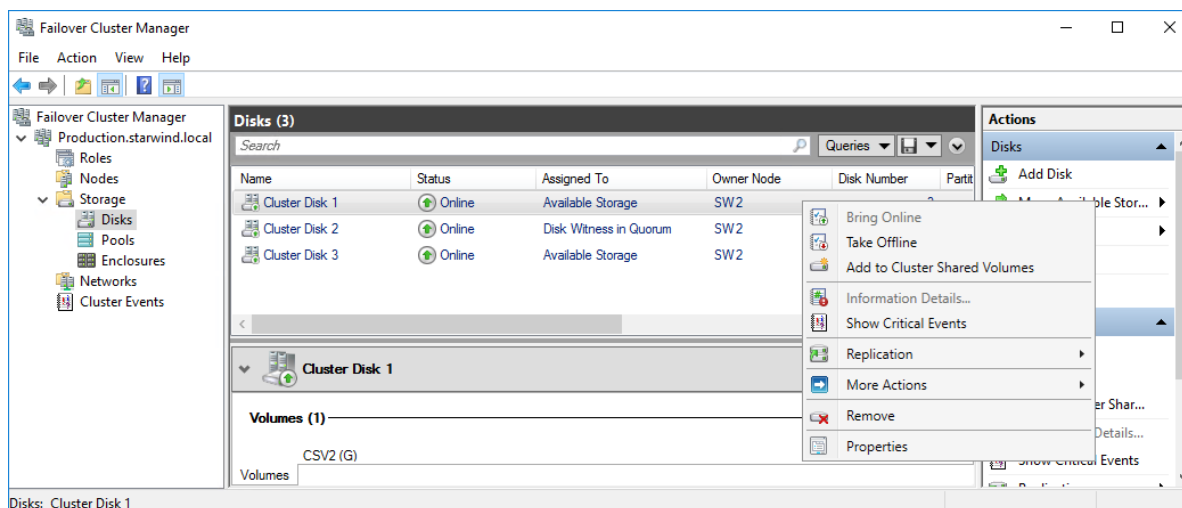 Failover Cluster Manager
File Action View Help
Failover Cluster Manager
Production.starwind.local
Roles
Nodes
Storage
Disks
Pools
Enclosures
Networks
Cluster Events
Disks (3)
Search
Queries
Name Status Assigned To Owner Node Disk Number Partit
Cluster Disk 1 Online Available Storage SW2
Cluster Disk 2 Online Disk Witness in Quorum SW2
Cluster Disk 3 Online Available Storage SW2
Cluster Disk 1
Volumes (1)
CSV2 (G)
Volumes
Bring Online
Take Offline
Add to Cluster Shared Volumes
Information Details...
Show Critical Events
Replication
More Actions
Remove
Properties
Actions
Disks
Add Disk
ble Stor...
er Shar...
Details...
Show Critical Events
Disks: Cluster Disk 1